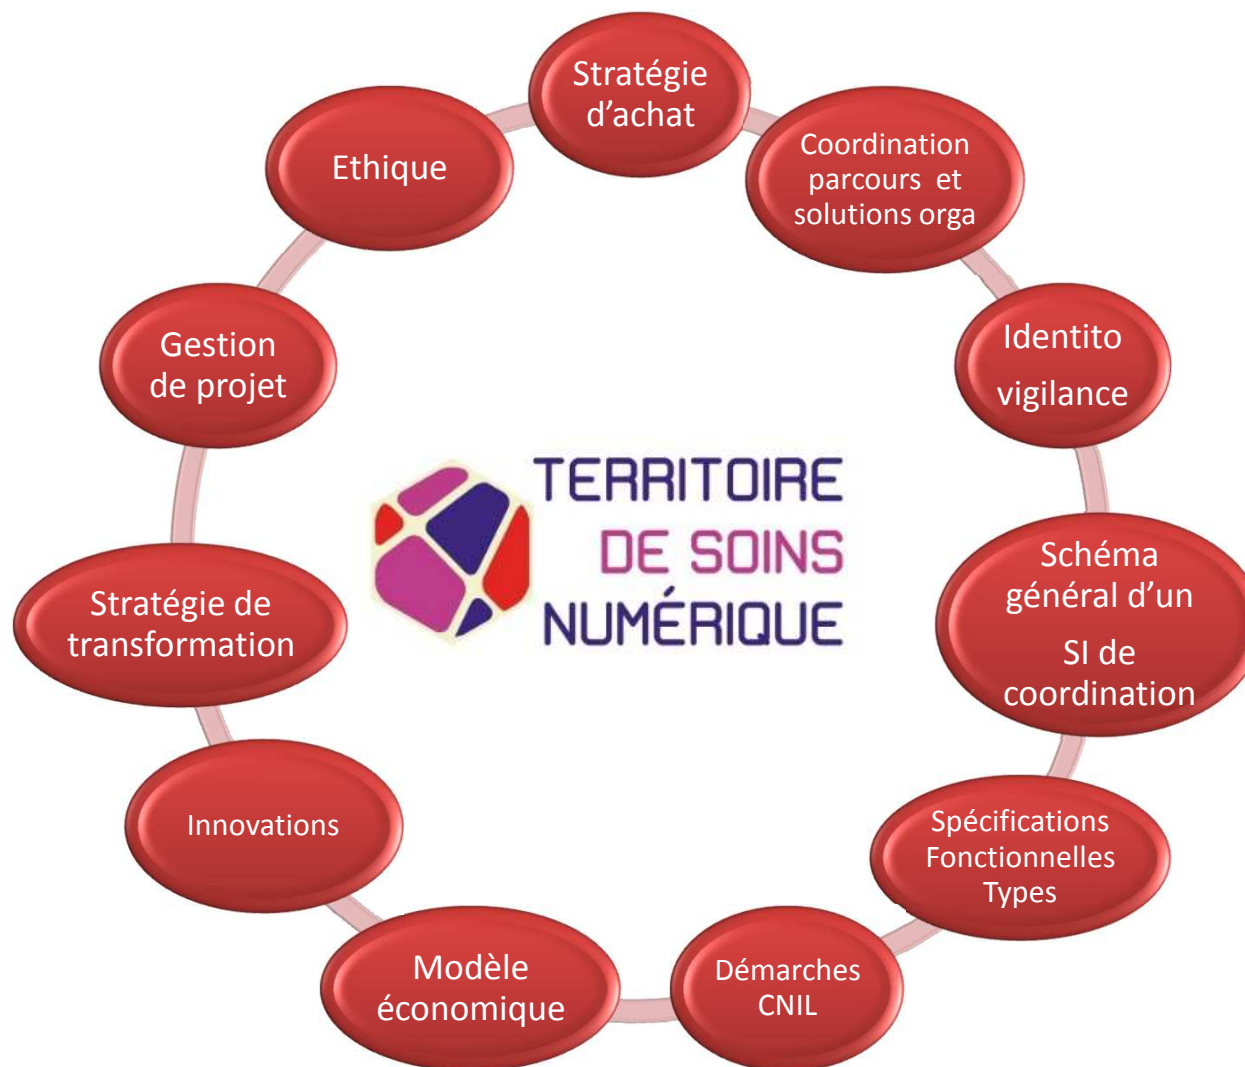 Stratégie
d'achat
Coordination
parcours et
solutions orga
Identito
vigilance
Schéma
général d'un
SI de
coordination
Spécifications
Fonctionnelles
Types
Démarches
CNIL
Modèle
économique
Innovations
Stratégie de
transformation
Gestion
de projet
Ethique
TERRITOIRE
DE SOINS
NUMÉRIQUE